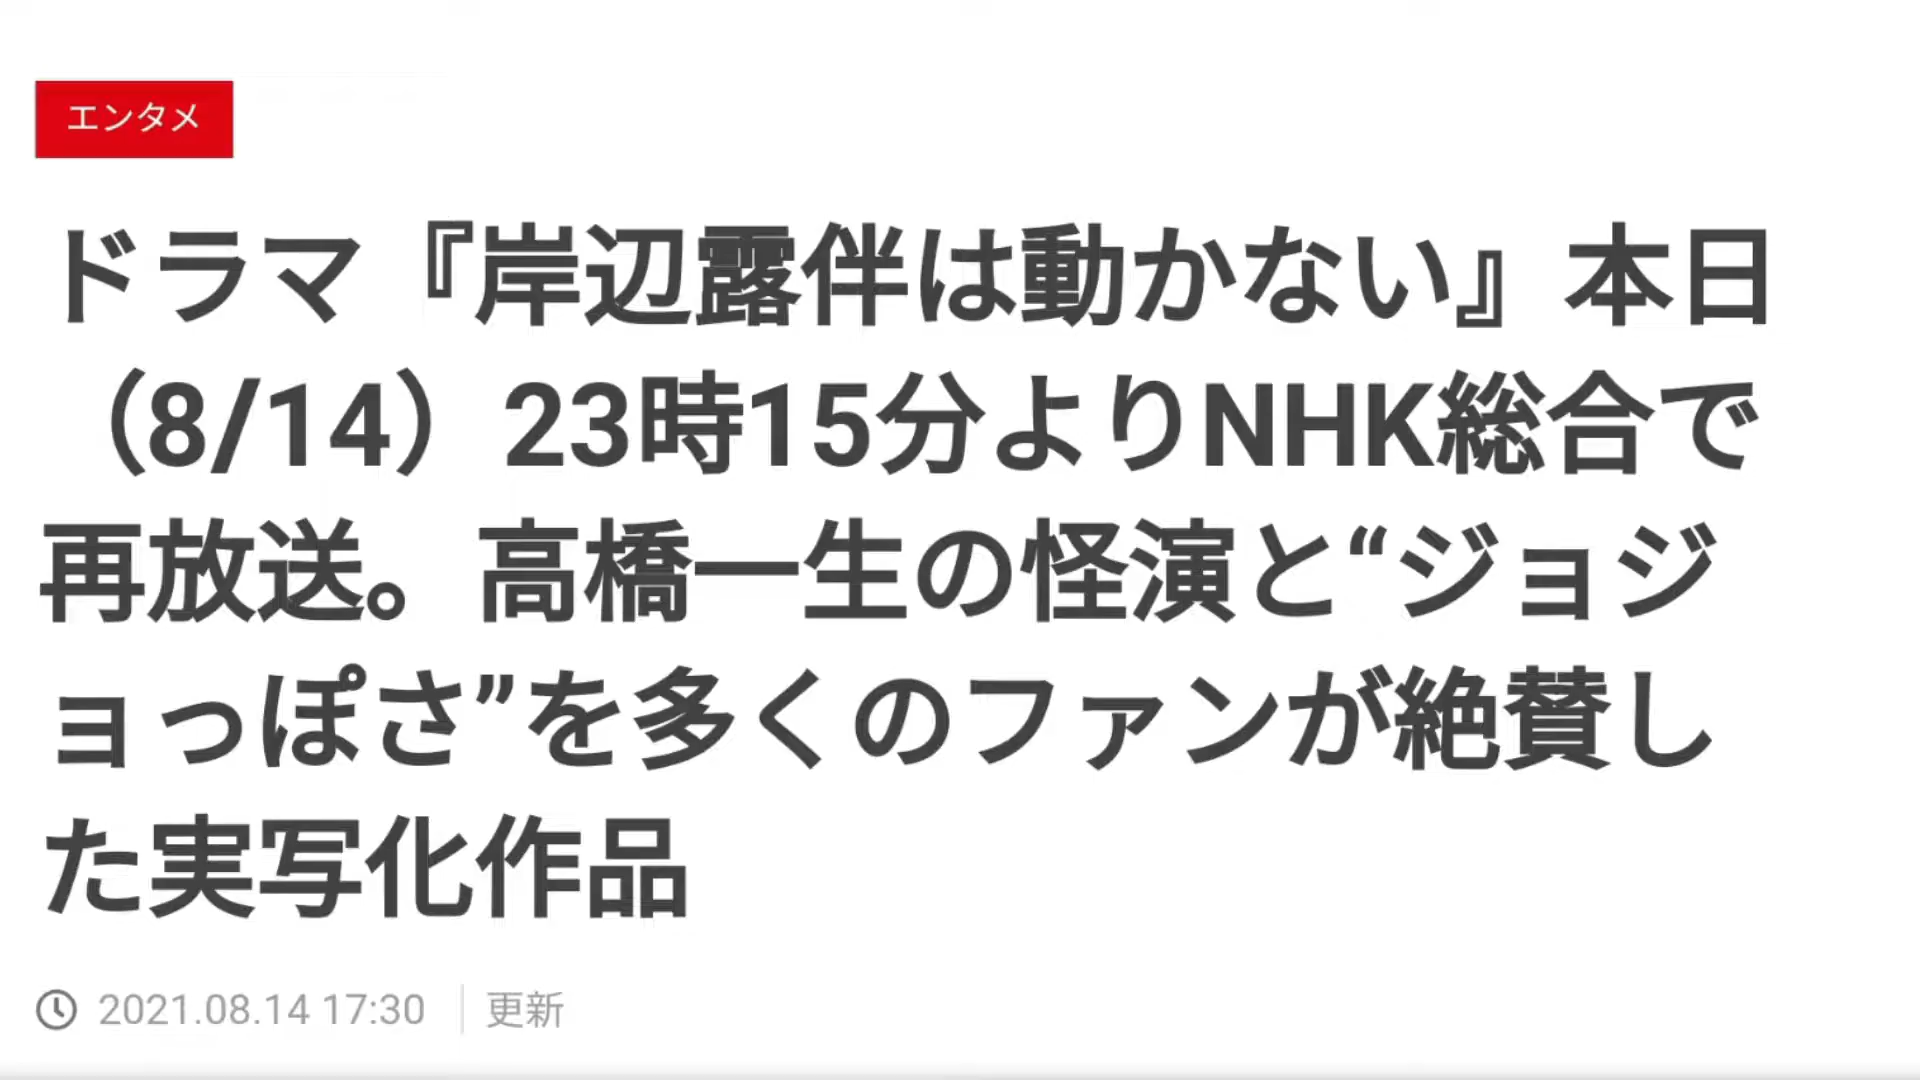 エンタメ
ドラマ『岸辺露伴は動かない』本日
（8/14）23時15分よりNHK総合で
再放送。高橋一生の怪演と“ジョジ
ョっぽさ”を多くのファンが絶賛し
た実写化作品
2021.08.14 17:30 更新